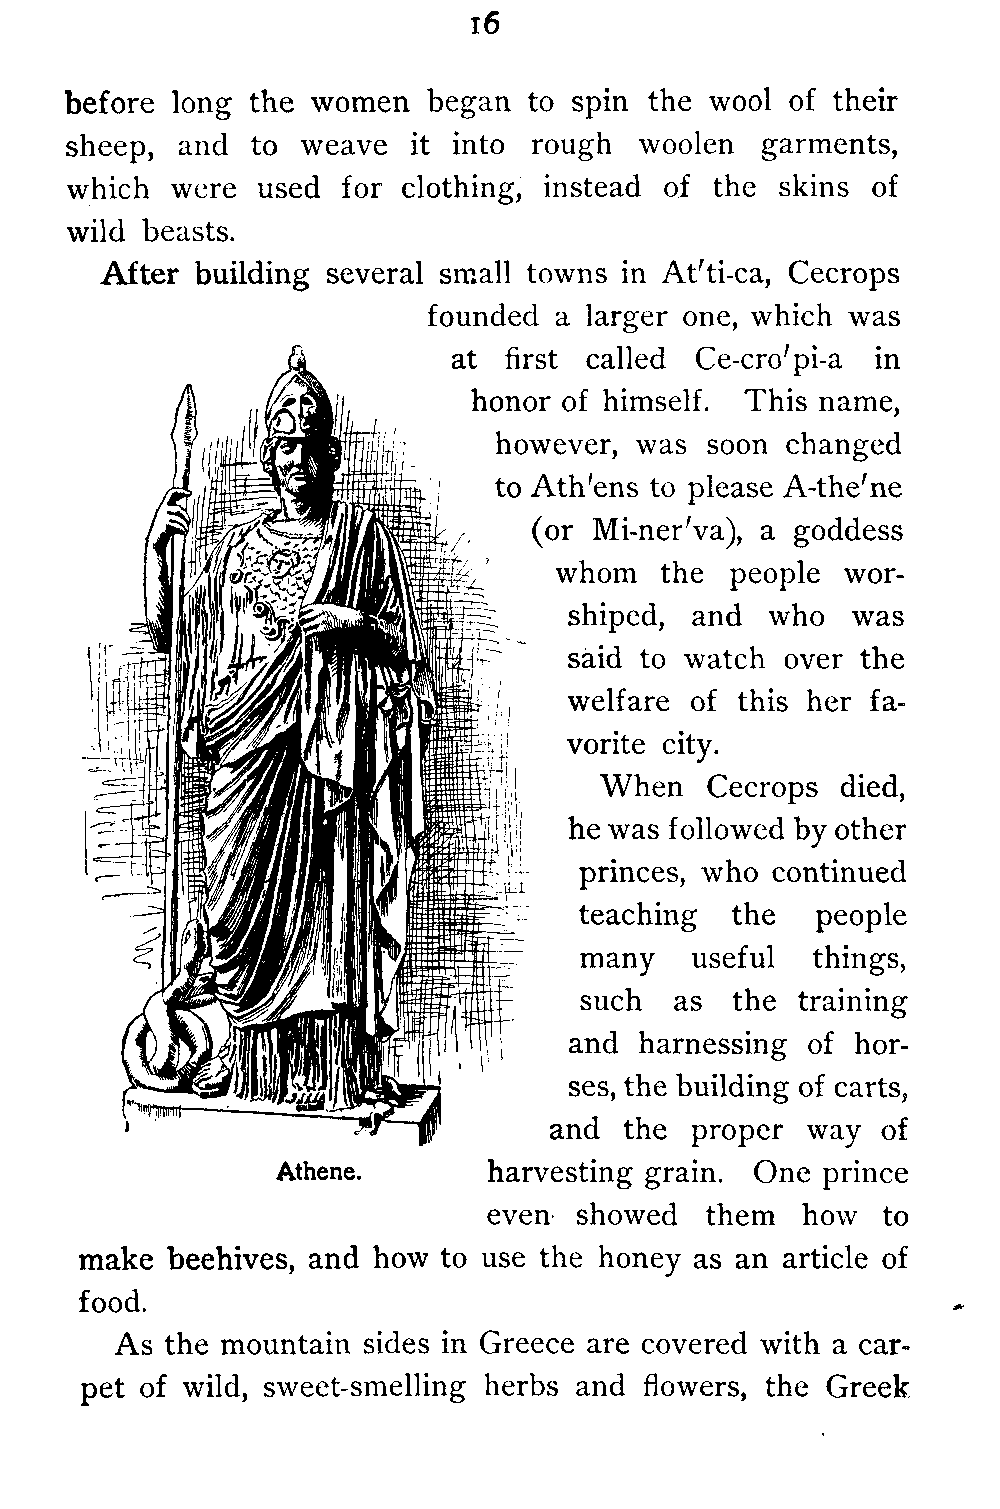 16
before long the women began to spin the wool of their
sheep, and to weave it into rough woolen garments,
which were used for clothing, instead of the skins of
wild beasts.
After building several small towns in At′ti-ca, Cecrops
founded a larger one, which was
at first called Ce-cro′pi-a in
honor of himself. This name,
however, was soon changed
to Ath′ens to please A-the′ne
(or Mi-ner′va), a goddess
whom the people wor-
shiped, and who was
said to watch over the
welfare of this her fa-
vorite city.
When Cecrops died,
he was followed by other
princes, who continued
teaching the people
many useful things,
such as the training
and harnessing of hor-
ses, the building of carts,
and the proper way of
harvesting grain. One prince
even showed them how to
make beehives, and how to use the honey as an article of
food.
As the mountain sides in Greece are covered with a car-
pet of wild, sweet-smelling herbs and flowers, the Greek
Athene.